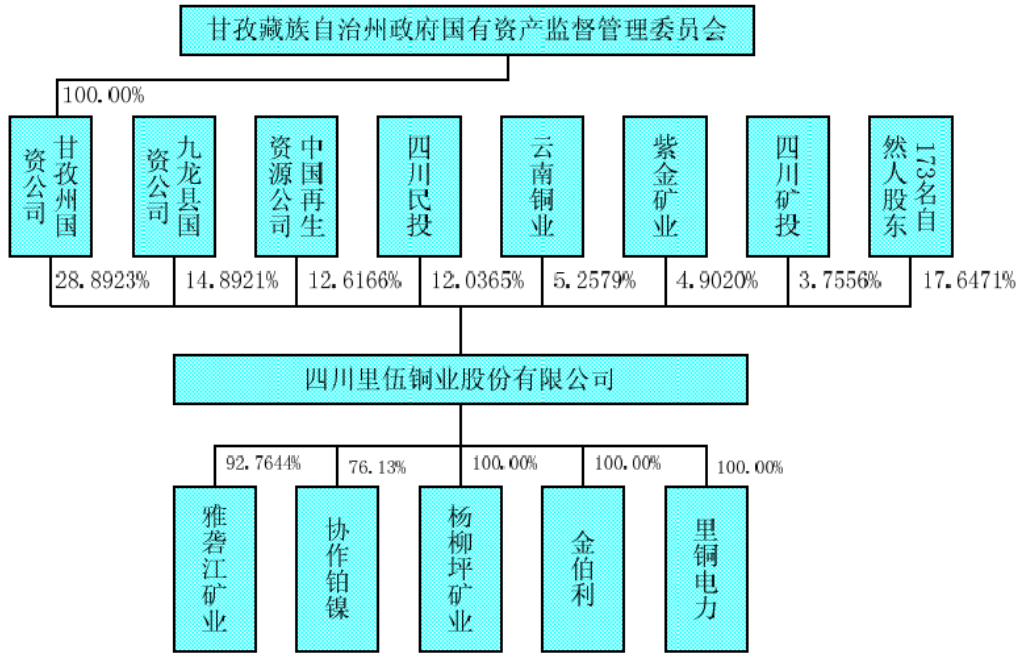 甘孜藏族自治州政府国有资产监督管理委员会
100.00%
甘孜州国
资公司
九龙县国
资公司
中国再生
资源公司
四川民投
云南铜业
紫金矿业
四川矿投
173名自
然人股东
28.8923%
14.8921%
12.6166%
12.0365%
5.2579%
4.9020%
3.7556%
17.6471%
四川里伍铜业股份有限公司
92.7644%
76.13%
100.00%
100.00%
100.00%
雅砻江矿业
协作铂镍
杨柳坪矿业
金伯利
里铜电力